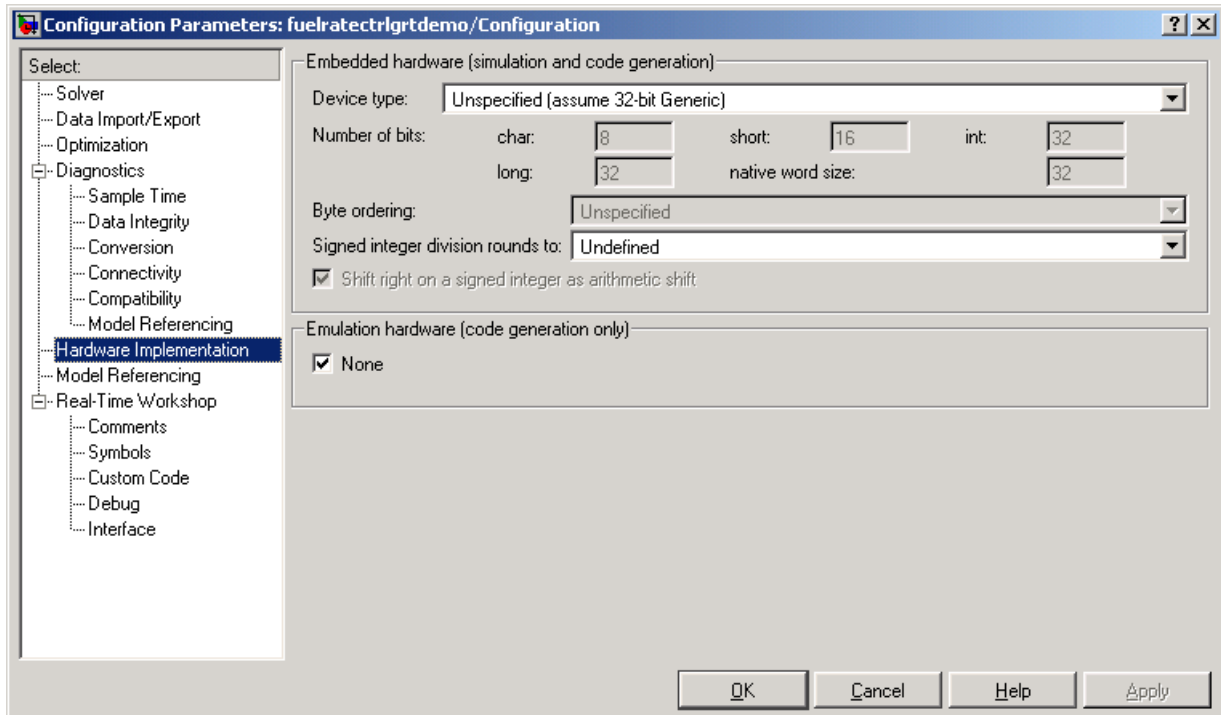 Configuration Parameters: fuelratectrlgrtdemo/Configuration
Select:
Solver
Data Import/Export
Optimization
Diagnostics
Sample Time
Data Integrity
Conversion
Connectivity
Compatibility
Model Referencing
Hardware Implementation
Model Referencing
Real-Time Workshop
Comments
Symbols
Custom Code
Debug
Interface
Embedded hardware (simulation and code generation)
Device type: Unspecified (assume 32-bit Generic)
Number of bits: char: 8 short: 16 int: 32
long: 32 native word size: 32
Byte ordering: Unspecified
Signed integer division rounds to: Undefined
Shift right on a signed integer as arithmetic shift
Emulation hardware (code generation only)
None
OK Cancel Help Apply